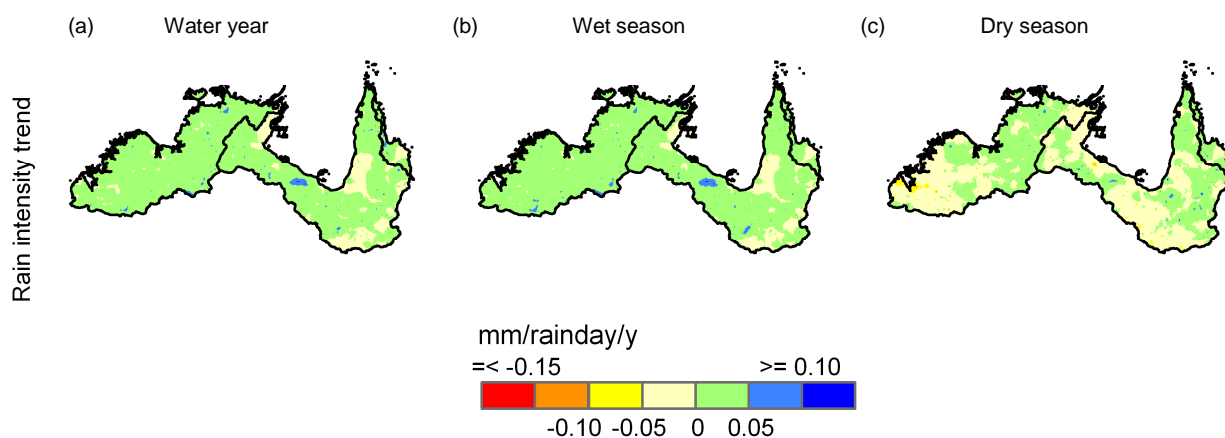 (a) Water year (b) Wet season (c) Dry season
Rain intensity trend
mm/rainday/y
=< -0.15 >= 0.10
-0.10 -0.05 0 0.05